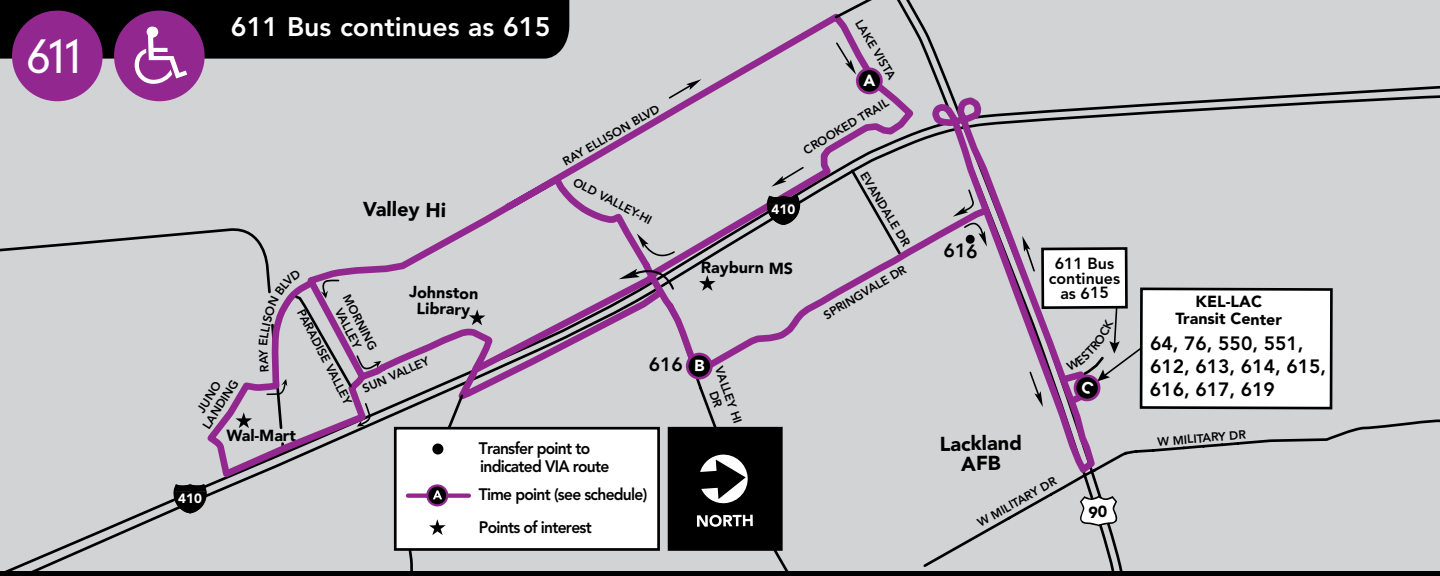 611
611 Bus continues as 615
LAKE VISTA
A
CROOKED TRAIL
RAY ELLISON BLVD
OLD VALLEY-HI
410
EVANDALE DR
Valley Hi
616
Rayburn MS
SPRINGVALE DR
611 Bus
continues
as 615
KEL-LAC
Transit Center
64, 76, 550, 551,
612, 613, 614, 615,
616, 617, 619
WESTROCK
C
Johnston
Library
RAY ELLISON BLVD
MORNING
VALLEY
PARADISE VALLEY
SUN VALLEY
616
B
VALLEY HI
DR
JUNO
LANDING
Wal-Mart
410
Lackland
AFB
W MILITARY DR
W MILITARY DR
90
Transfer point to
indicated VIA route
A
Time point (see schedule)
Points of interest
NORTH